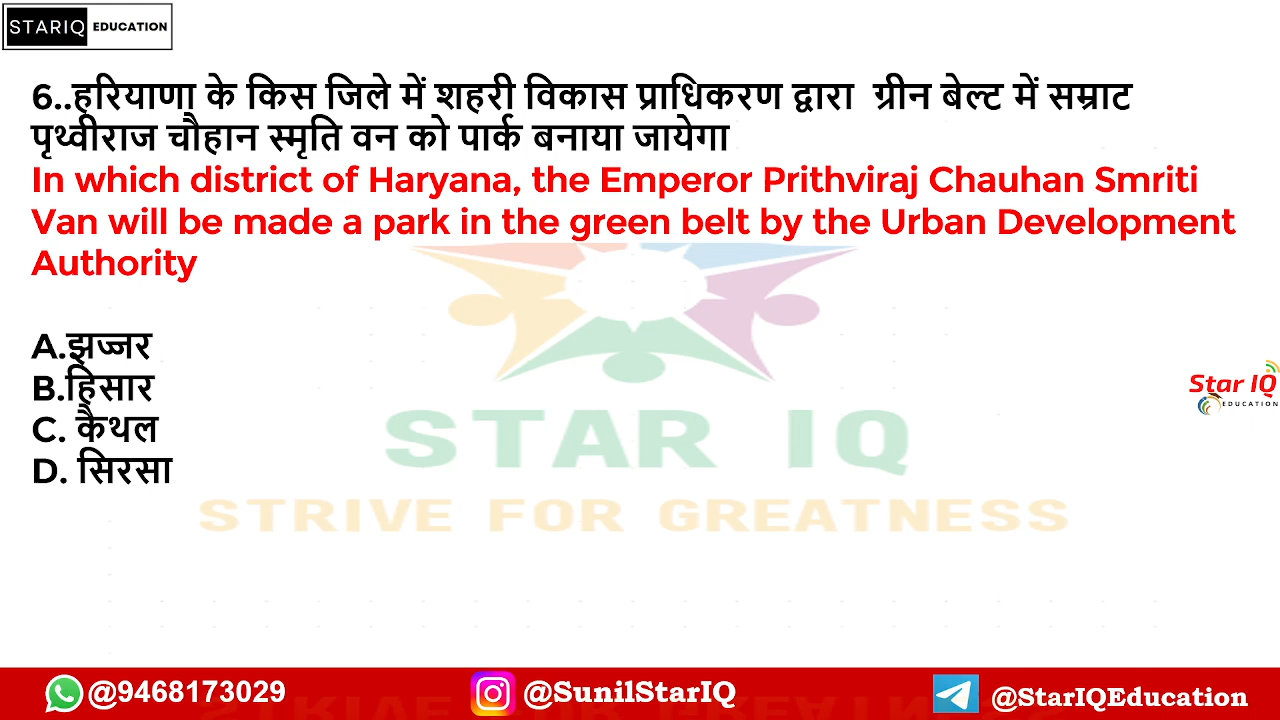 STARIQ EDUCATION
6..हरियाणा के किस जिले में शहरी विकास प्राधिकरण द्वारा ग्रीन बेल्ट में सम्राट
पृथ्वीराज चौहान स्मृति वन को पार्क बनाया जायेगा
In which district of Haryana, the Emperor Prithviraj Chauhan Smriti
Van will be made a park in the green belt by the Urban Development
Authority
A.झज्जर
B.हिसार
C. कैथल
D. सिरसा
Star IQ
EDUCATION
STAR IQ
STRIVE FOR GREATNESS
@9468173029 @SunilStarIQ @StarIQEducation